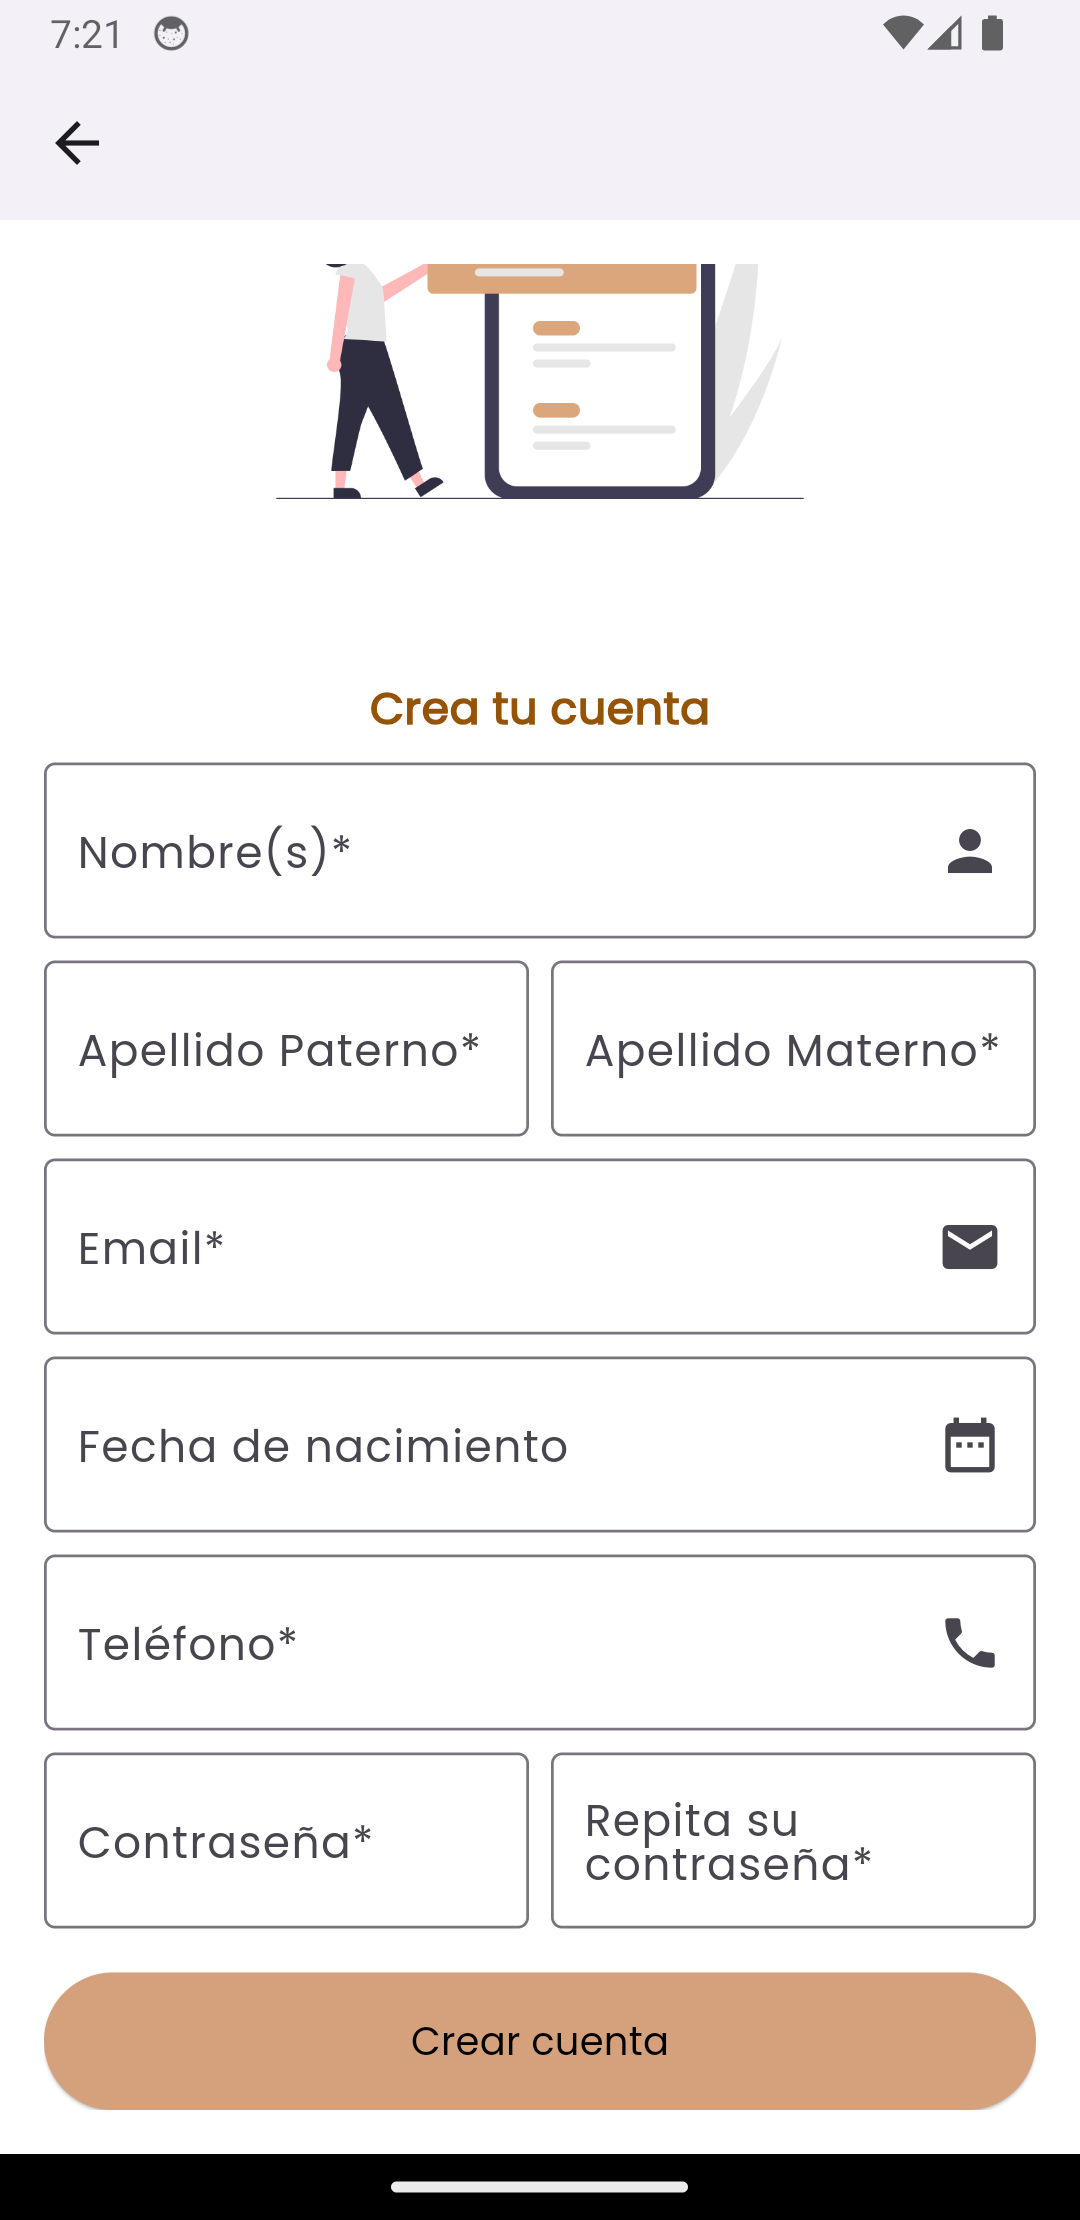 7:21
Crea tu cuenta
Nombre(s)*
Apellido Paterno* Apellido Materno*
Email*
Fecha de nacimiento
Teléfono*
Contraseña*
Repita su
contraseña*
Crear cuenta